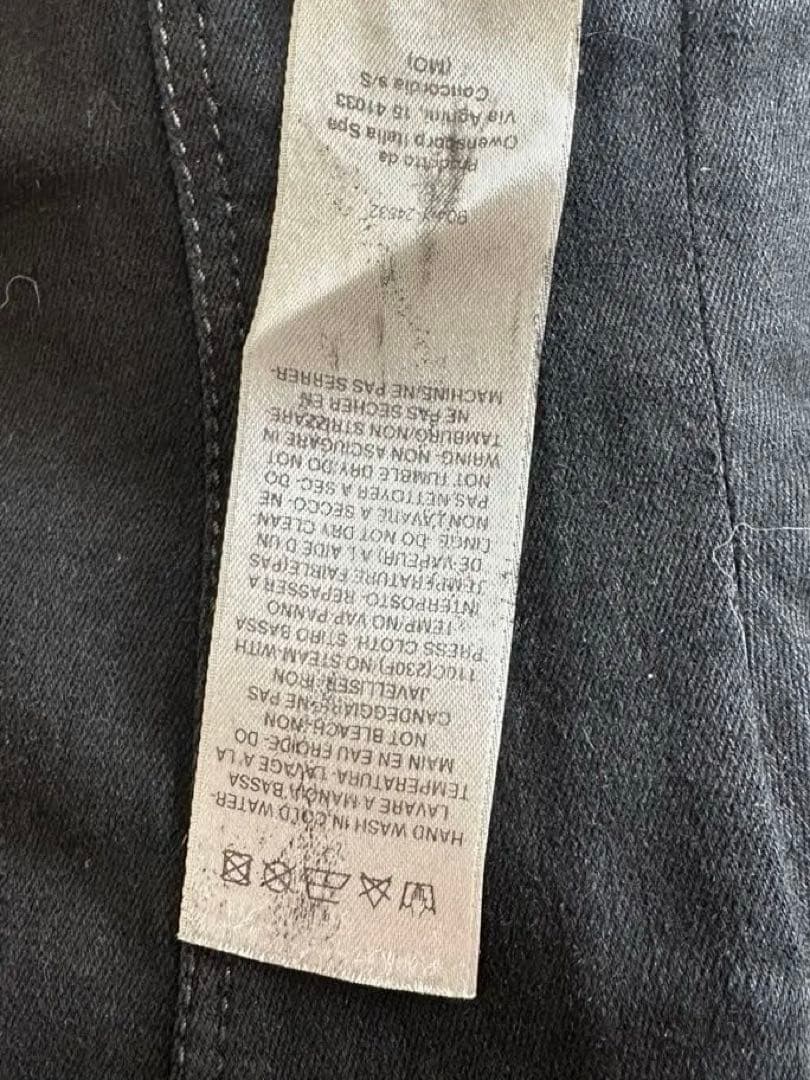 HAND WASH IN COLD WATER-
LAVARE A MANO BASSA
TEMPERATURA- LAVAGE A LA
MAIN EN EAU FROIDE- DO
NOT BLEACH- NON
CANDEGGIARE- NE PAS
JAVELLISER- IRON
110C(230F) NO STEAM WITH
PRESS CLOTH- STIRO BASSA
TEMP/NO VAP PANNO
INTERPOSTO- REPASSER A
TEMPERATURE FAIBLE(PAS
DE VAPEUR) A L AIDE D UN
LINGE- DO NOT DRY CLEAN
NON LAVARE A SECCO- NE
PAS NETTOYER A SEC- DO
NOT TUMBLE DRY/DO NOT
WRING- NON ASCIUGARE IN
TAMBURO/NON STRIZZARE-
NE PAS SECHER EN
MACHINE/NE PAS SERRER-
Prodotto da
Owenscorp Italia Spa
Via Agnini, 15 41033
Concordia s/S
(MO)